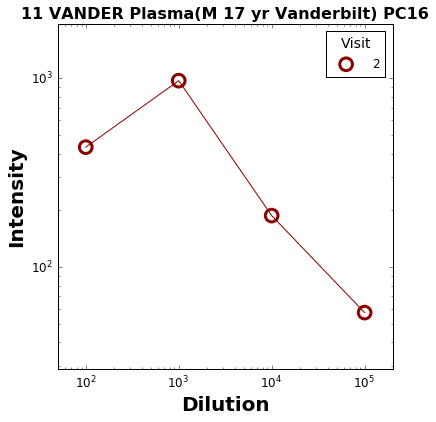 11 VANDER Plasma(M 17 yr Vanderbilt) PC16
Visit
2
10³
10²
Intensity
10² 10³ 10⁴ 10⁵
Dilution